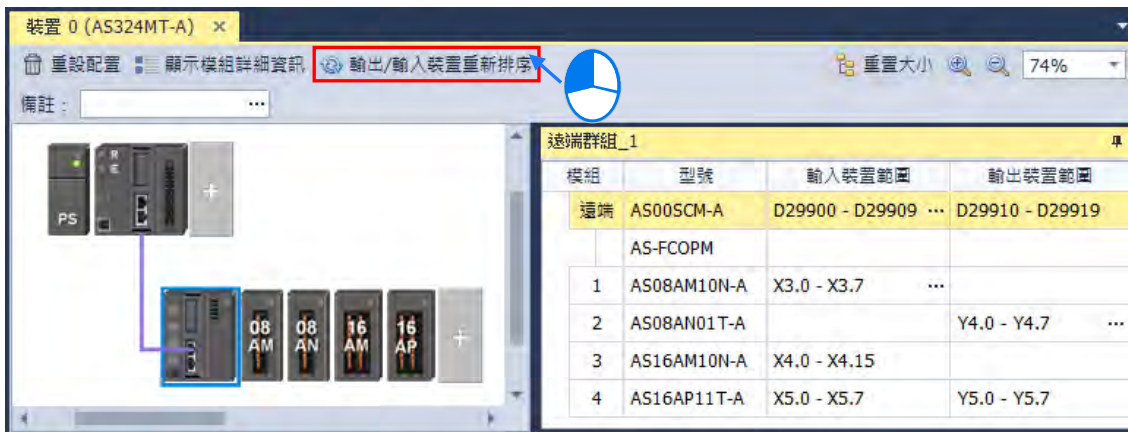 裝置 0 (AS324MT-A) ×
重設配置 顯示模組詳細資訊 輸出/輸入裝置重新排序 重置大小 74%
備註： ...
遠端群組_1
模組 型號 輸入裝置範圍 輸出裝置範圍
遠端 AS00SCM-A D29900 - D29909 ... D29910 - D29919
AS-FCOPM
1 AS08AM10N-A X3.0 - X3.7 ...
2 AS08AN01T-A Y4.0 - Y4.7 ...
3 AS16AM10N-A X4.0 - X4.15
4 AS16AP11T-A X5.0 - X5.7 Y5.0 - Y5.7
R
E
PS
08 08 16 16
AM AN AM AP